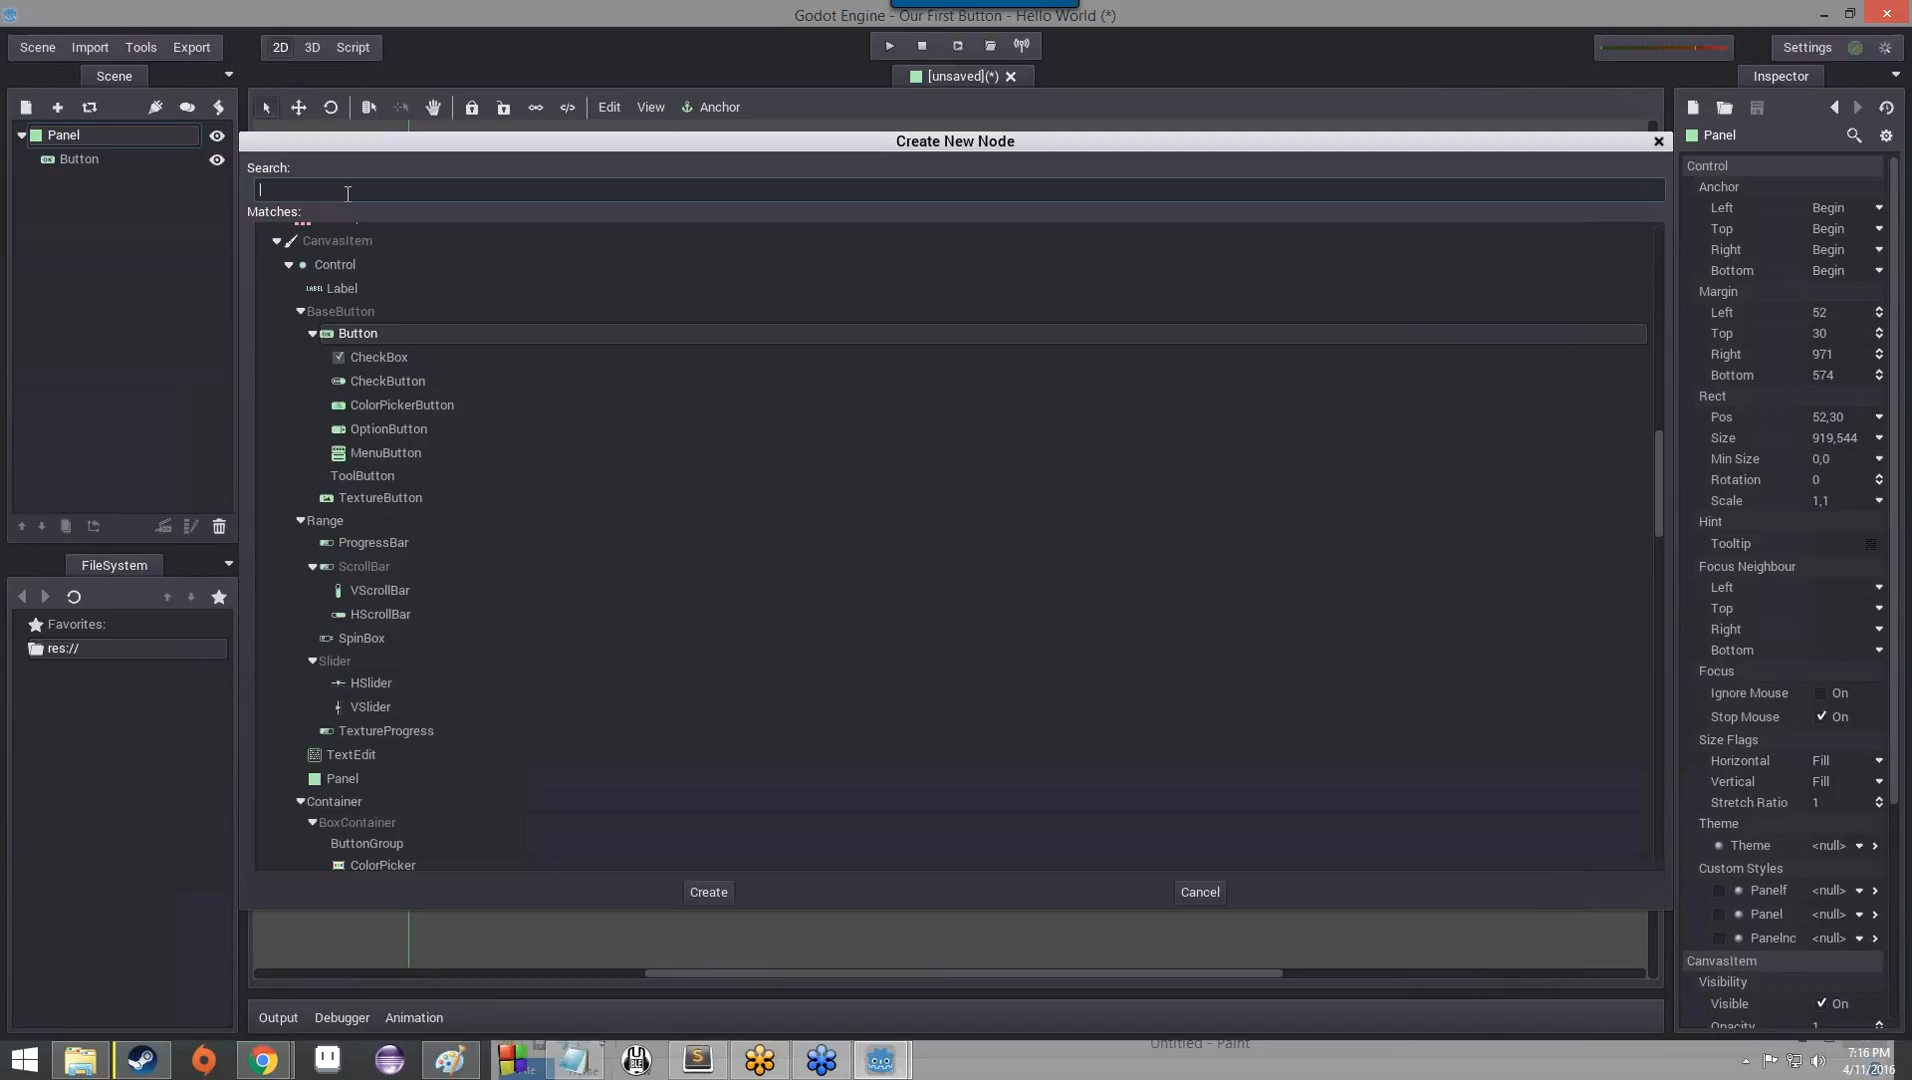 Godot Engine - Our First Button - Hello World (*)
Scene Import Tools Export
2D 3D Script
Settings
Scene
[unsaved](*)
Inspector
Edit View Anchor
Panel
Button
Create New Node
Search:
Matches:
CanvasItem
Control
LABEL Label
BaseButton
OK Button
CheckBox
CheckButton
ColorPickerButton
OptionButton
MenuButton
ToolButton
TextureButton
Range
ProgressBar
ScrollBar
VScrollBar
HScrollBar
SpinBox
Slider
HSlider
VSlider
TextureProgress
TextEdit
Panel
Container
BoxContainer
ButtonGroup
ColorPicker
Create
Cancel
FileSystem
Favorites:
res://
Panel
Control
Anchor
Left Begin
Top Begin
Right Begin
Bottom Begin
Margin
Left 52
Top 30
Right 971
Bottom 574
Rect
Pos 52,30
Size 919,544
Min Size 0,0
Rotation 0
Scale 1,1
Hint
Tooltip
Focus Neighbour
Left
Top
Right
Bottom
Focus
Ignore Mouse On
Stop Mouse On
Size Flags
Horizontal Fill
Vertical Fill
Stretch Ratio 1
Theme
Theme <null>
Custom Styles
Panelf <null>
Panel <null>
Panelnc <null>
CanvasItem
Visibility
Visible On
Opacity 1
Output Debugger Animation
Untitled - Paint
7:16 PM
4/11/2016